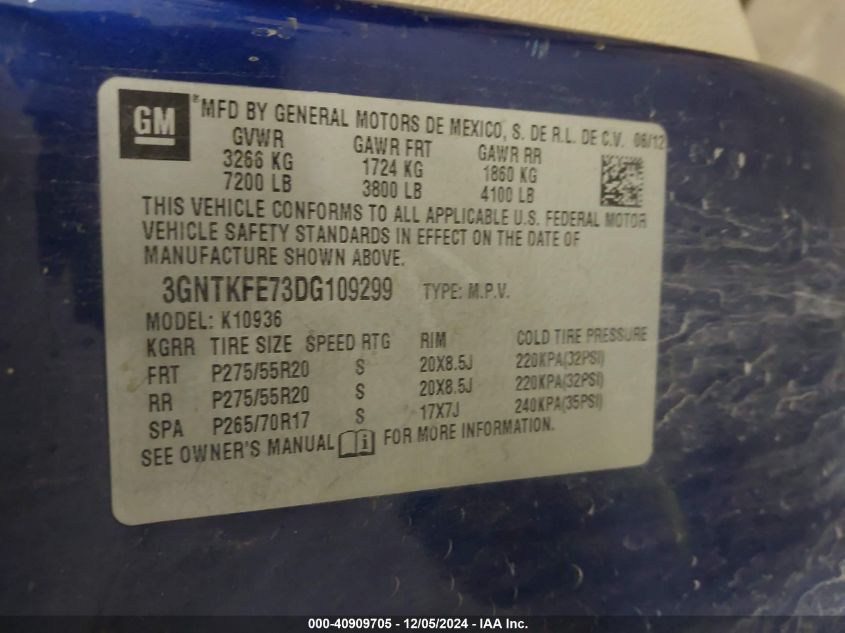 GM
*MFD BY GENERAL MOTORS DE MEXICO, S. DE R.L. DE C.V. 06/12
GVWR GAWR FRT GAWR RR
3266 KG 1724 KG 1860 KG
7200 LB 3800 LB 4100 LB
THIS VEHICLE CONFORMS TO ALL APPLICABLE U.S. FEDERAL MOTOR
VEHICLE SAFETY STANDARDS IN EFFECT ON THE DATE OF
MANUFACTURE SHOWN ABOVE.
3GNTKFE73DG109299 TYPE: M.P.V.
MODEL: K10936
KGRR TIRE SIZE SPEED RTG RIM COLD TIRE PRESSURE
FRT P275/55R20 S 20X8.5J 220KPA(32PSI)
RR P275/55R20 S 20X8.5J 220KPA(32PSI)
SPA P265/70R17 S 17X7J 240KPA(35PSI)
SEE OWNER'S MANUAL i FOR MORE INFORMATION.
000-40909705 - 12/05/2024 - IAA Inc.